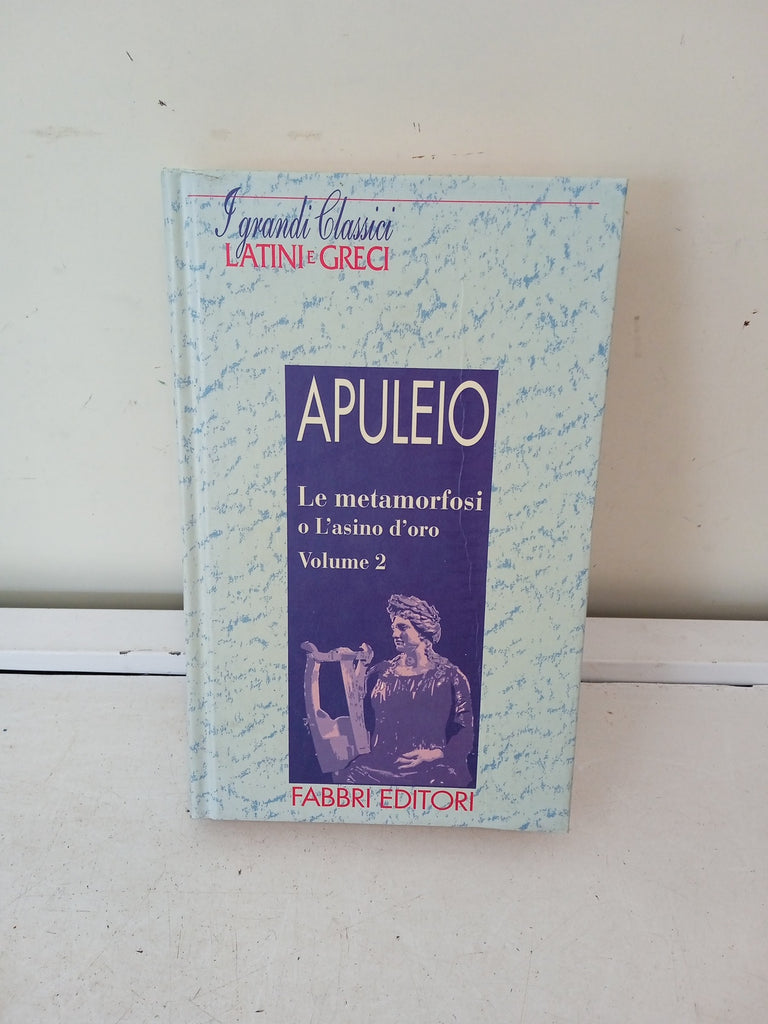 I grandi Classici
LATINI E GRECI
APULEIO
Le metamorfosi
o L'asino d'oro
Volume 2
FABBRI EDITORI